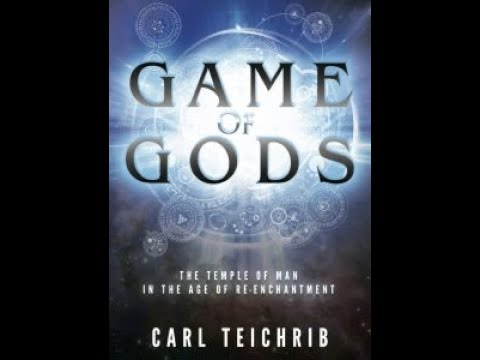 GAME
OF
GODS
THE TEMPLE OF MAN
IN THE AGE OF RE-ENCHANTMENT
CARL TEICHRIB